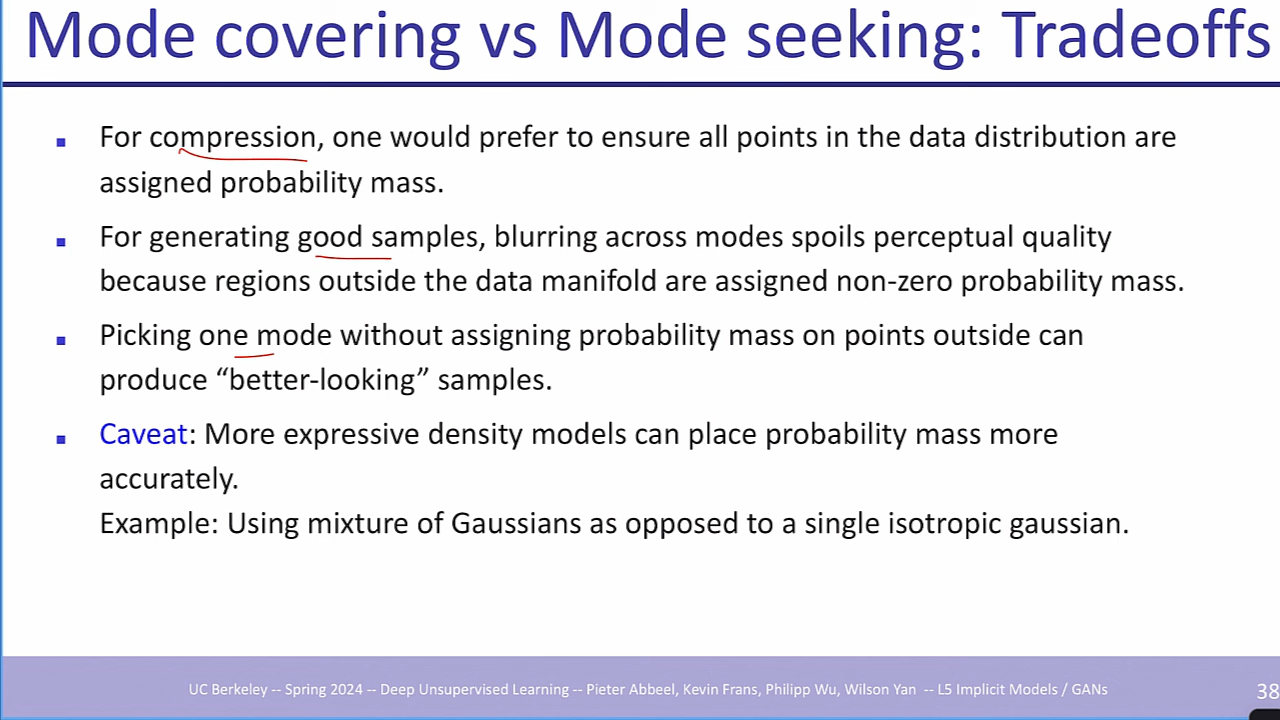 Mode covering vs Mode seeking: Tradeoffs
▪ For compression, one would prefer to ensure all points in the data distribution are
assigned probability mass.
▪ For generating good samples, blurring across modes spoils perceptual quality
because regions outside the data manifold are assigned non-zero probability mass.
▪ Picking one mode without assigning probability mass on points outside can
produce “better-looking” samples.
▪ Caveat: More expressive density models can place probability mass more
accurately.
Example: Using mixture of Gaussians as opposed to a single isotropic gaussian.
UC Berkeley -- Spring 2024 -- Deep Unsupervised Learning -- Pieter Abbeel, Kevin Frans, Philipp Wu, Wilson Yan -- L5 Implicit Models / GANs
38